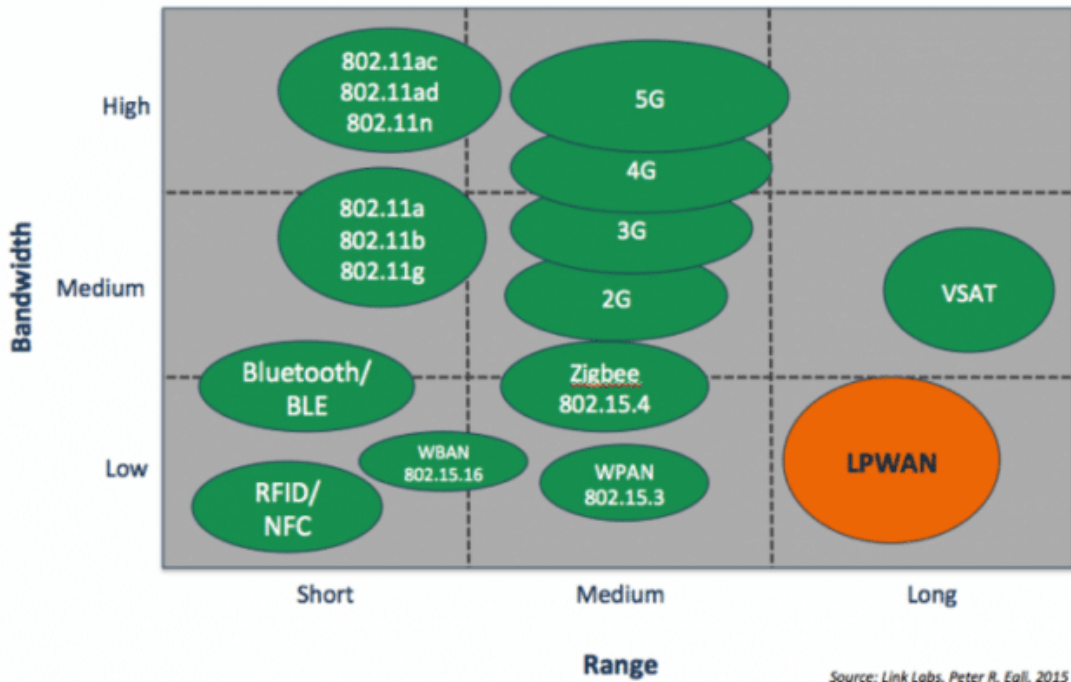 802.11ac
802.11ad
802.11n
5G
High
4G
802.11a
802.11b
802.11g
3G
2G
Medium
VSAT
Bandwidth
Bluetooth/
BLE
Zigbee
802.15.4
Low
WBAN
802.15.16
WPAN
802.15.3
LPWAN
RFID/
NFC
Short
Medium
Long
Range
Source: Link Labs, Peter R. Egli, 2015